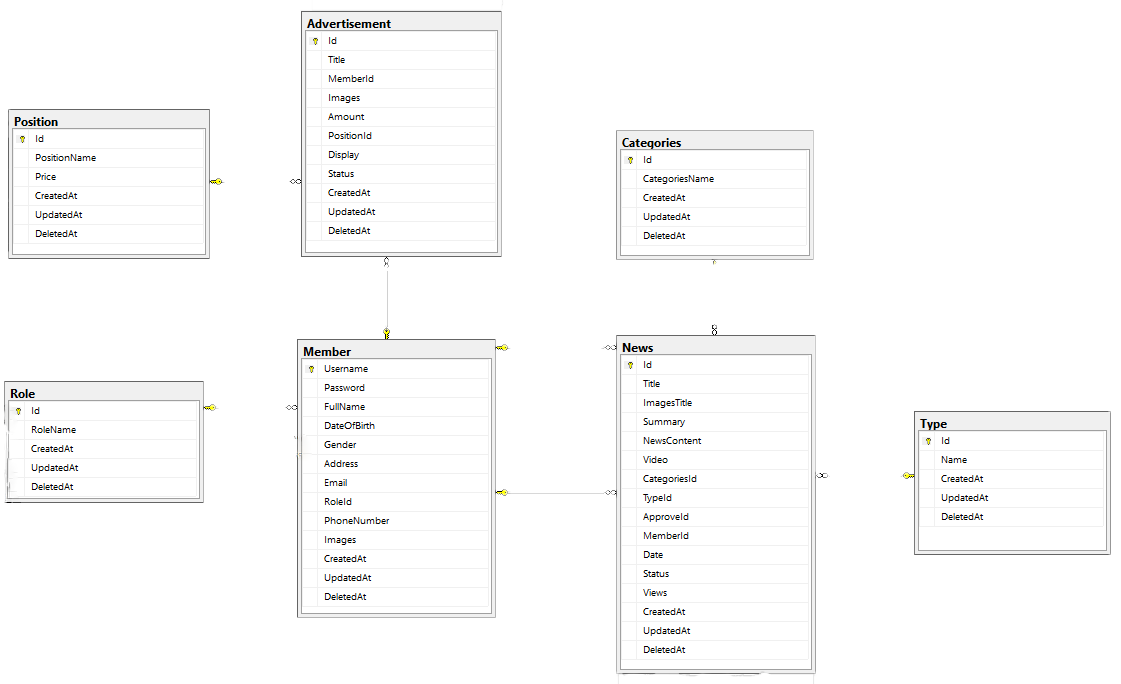 Advertisement
Id
Title
MemberId
Images
Amount
PositionId
Display
Status
CreatedAt
UpdatedAt
DeletedAt
Position
Id
PositionName
Price
CreatedAt
UpdatedAt
DeletedAt
Categories
Id
CategoriesName
CreatedAt
UpdatedAt
DeletedAt
Member
Username
Password
FullName
DateOfBirth
Gender
Address
Email
RoleId
PhoneNumber
Images
CreatedAt
UpdatedAt
DeletedAt
News
Id
Title
ImagesTitle
Summary
NewsContent
Video
CategoriesId
TypeId
ApproveId
MemberId
Date
Status
Views
CreatedAt
UpdatedAt
DeletedAt
Role
Id
RoleName
CreatedAt
UpdatedAt
DeletedAt
Type
Id
Name
CreatedAt
UpdatedAt
DeletedAt